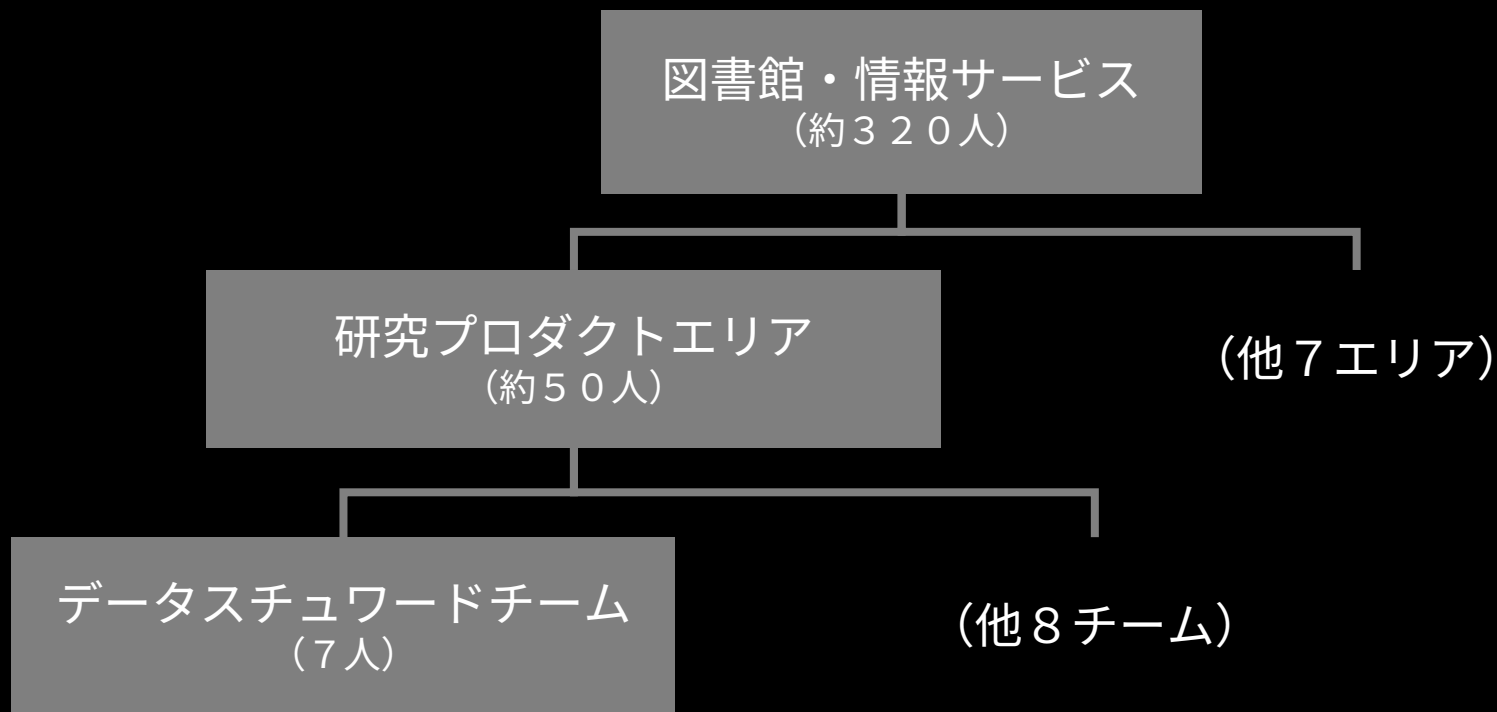 図書館・情報サービス
（約３２０人）
研究プロダクトエリア
（約５０人）
（他７エリア）
データスチュワードチーム
（７人）
（他８チーム）